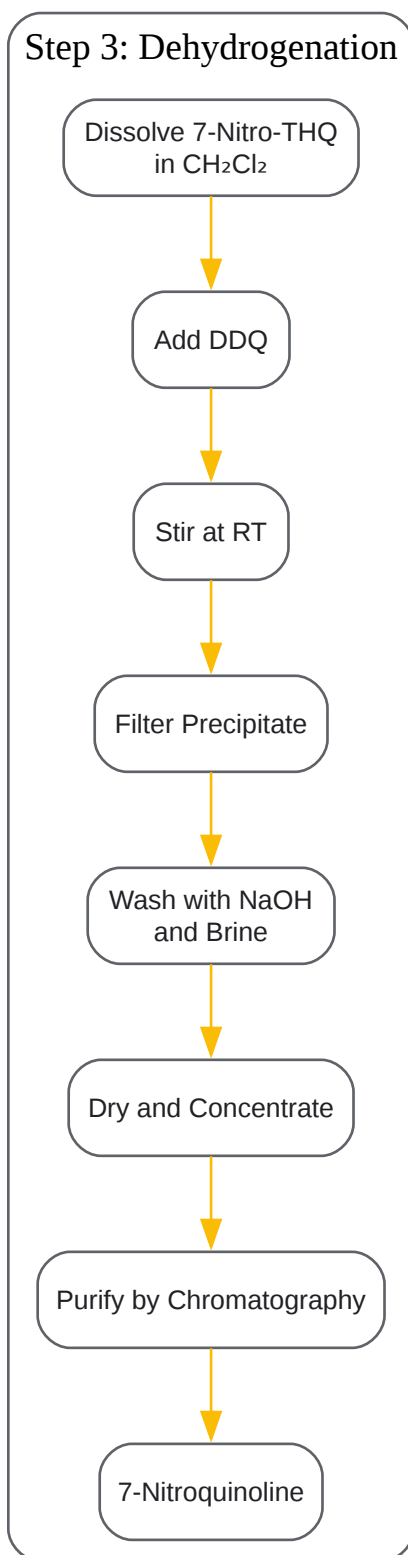 Step 3: Dehydrogenation
Dissolve 7-Nitro-THQ
in CH₂Cl₂
Add DDQ
Stir at RT
Filter Precipitate
Wash with NaOH
and Brine
Dry and Concentrate
Purify by Chromatography
7-Nitroquinoline